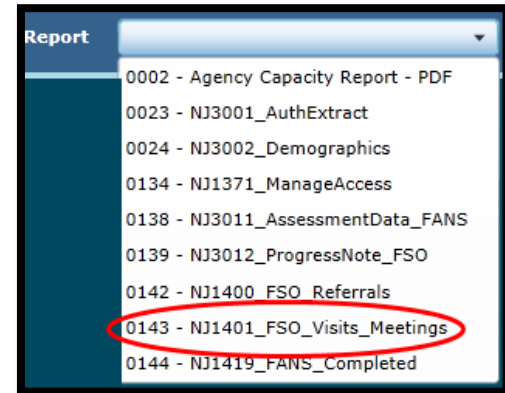 Report
0002 - Agency Capacity Report - PDF
0023 - NJ3001_AuthExtract
0024 - NJ3002_Demographics
0134 - NJ1371_ManageAccess
0138 - NJ3011_AssessmentData_FANS
0139 - NJ3012_ProgressNote_FSO
0142 - NJ1400_FSO_Referrals
0143 - NJ1401_FSO_Visits_Meetings
0144 - NJ1419_FANS_Completed